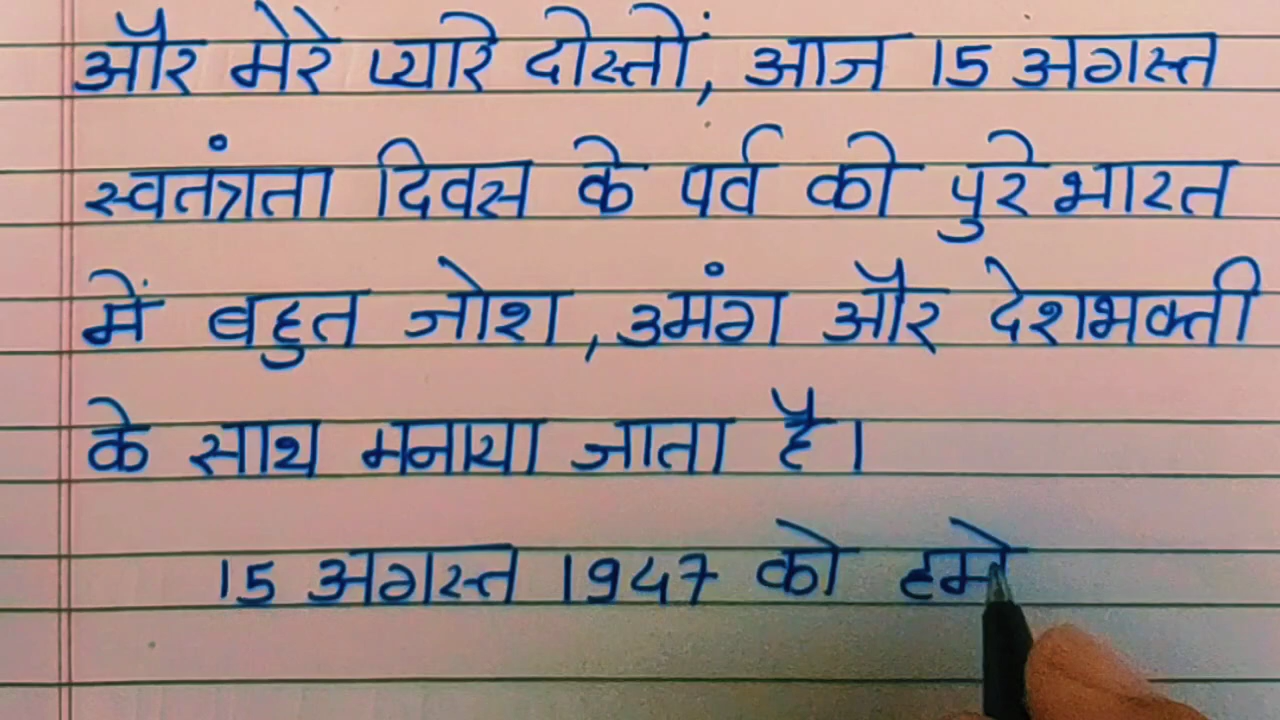 और मेरे प्यारे दोस्तों, आज 15 अगस्त
स्वतंत्रता दिवस के पर्व को पुरे भारत
में बहुत जोश, उमंग और देशभक्ती
के साथ मनाया जाता है।
15 अगस्त 1947 को हमे